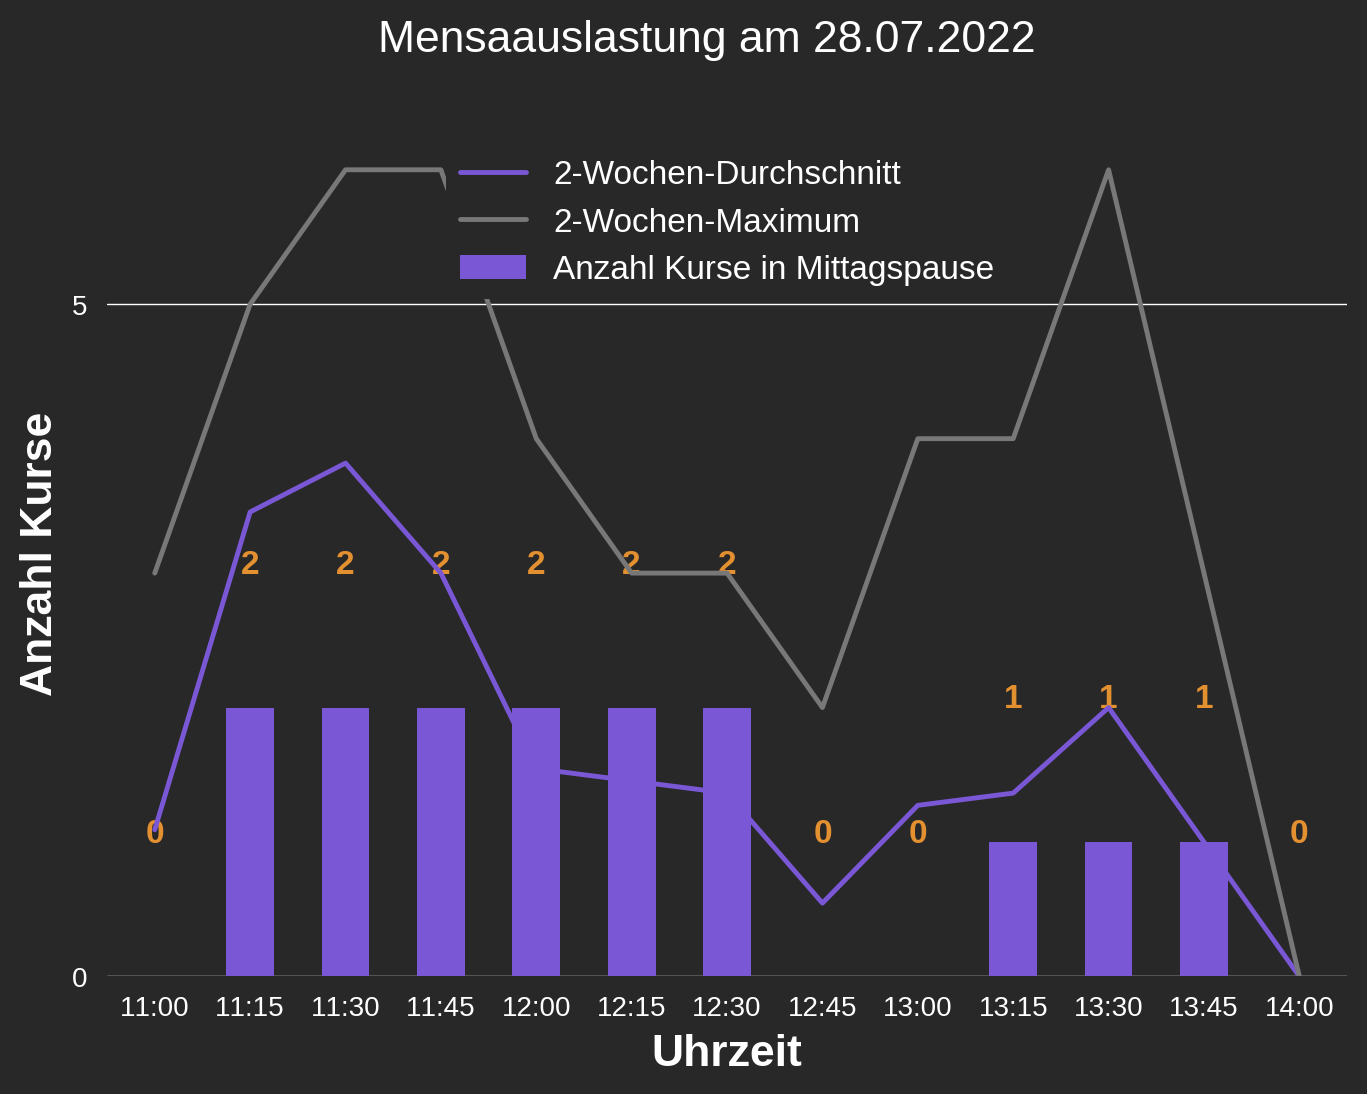 Mensaauslastung am 28.07.2022
2-Wochen-Durchschnitt
2-Wochen-Maximum
Anzahl Kurse in Mittagspause
5
Anzahl Kurse
2 2 2 2 2 2
1 1 1
0 0 0 0
0
11:00 11:15 11:30 11:45 12:00 12:15 12:30 12:45 13:00 13:15 13:30 13:45 14:00
Uhrzeit